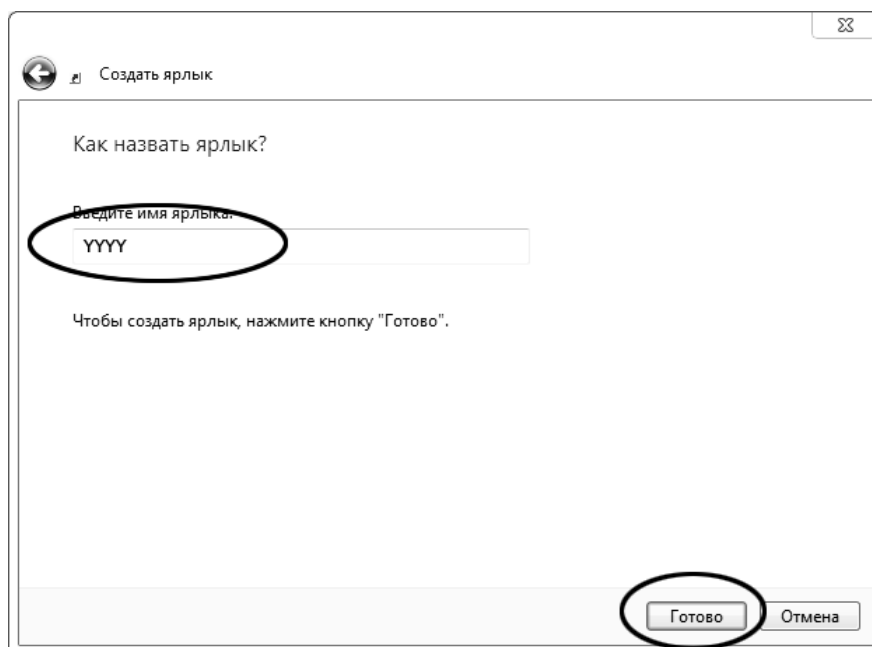 Создать ярлык
Как назвать ярлык?
Введите имя ярлыка:
YYYY
Чтобы создать ярлык, нажмите кнопку "Готово".
Готово
Отмена